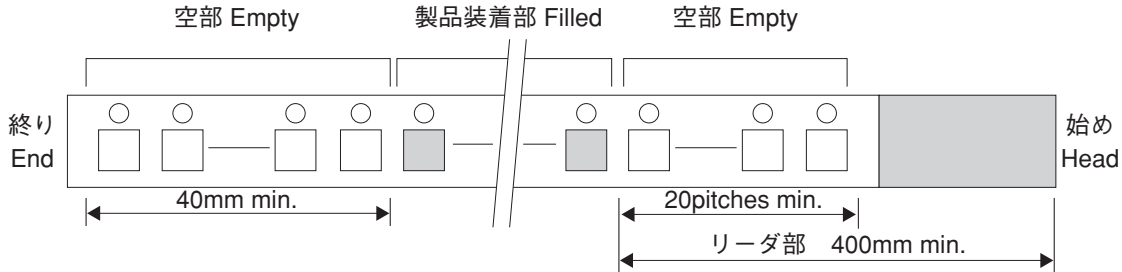 空部 Empty
製品装着部 Filled
空部 Empty
終り
End
始め
Head
40mm min.
20pitches min.
リーダ部 400mm min.